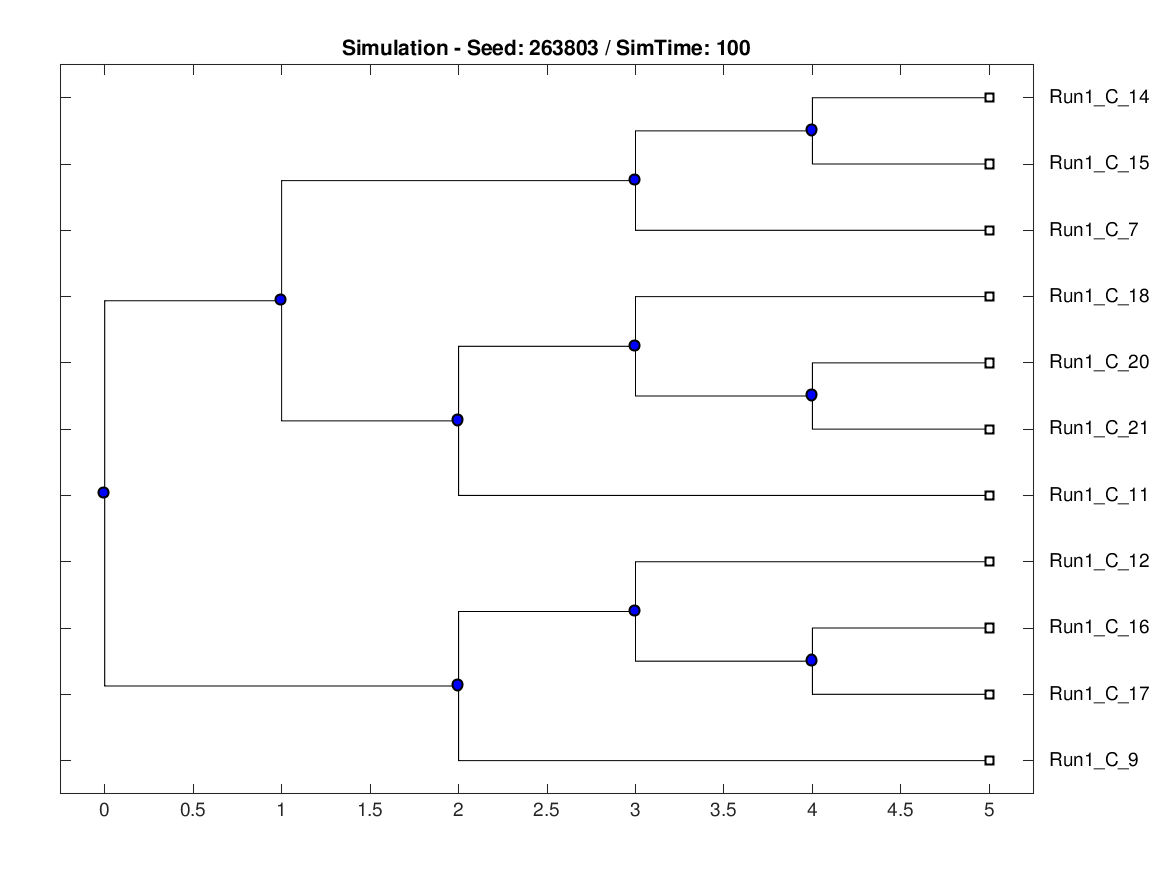 Simulation - Seed: 263803 / SimTime: 100
Run1_C_14
Run1_C_15
Run1_C_7
Run1_C_18
Run1_C_20
Run1_C_21
Run1_C_11
Run1_C_12
Run1_C_16
Run1_C_17
Run1_C_9
0 0.5 1 1.5 2 2.5 3 3.5 4 4.5 5